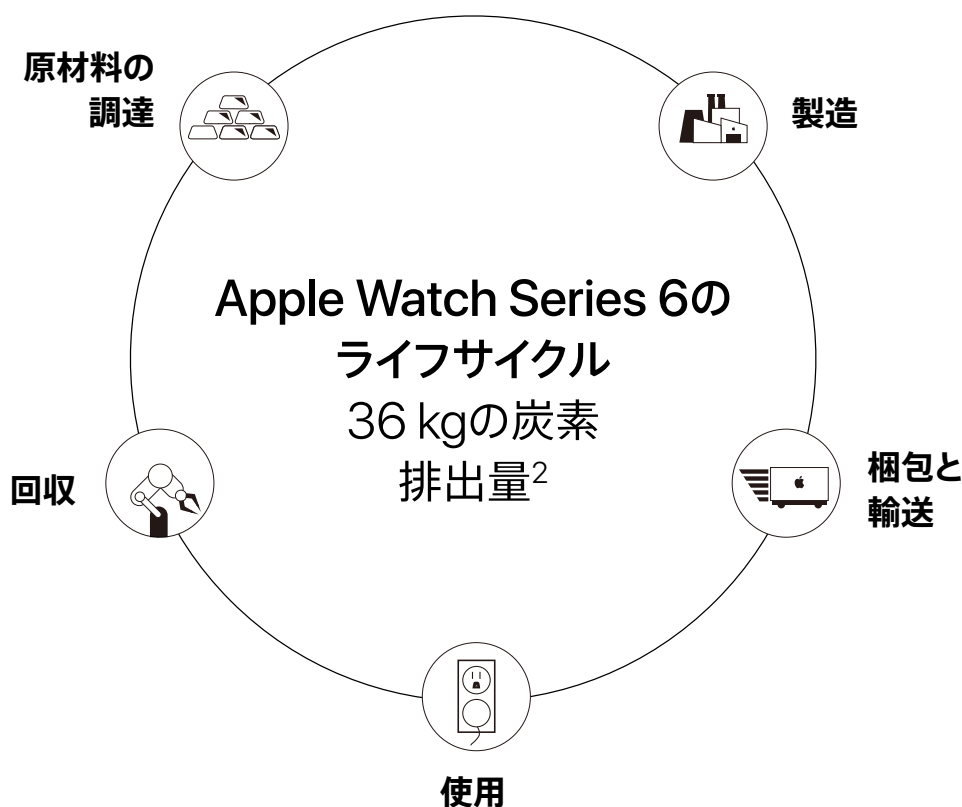 原材料の
調達
製造
Apple Watch Series 6の
ライフサイクル
36 kgの炭素
排出量2
回収
梱包と
輸送
使用